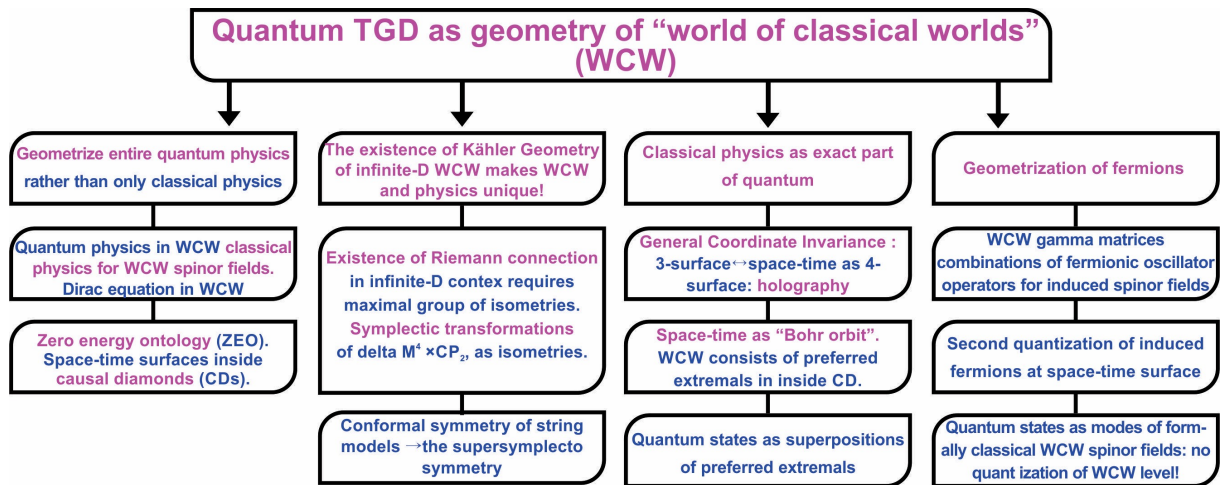 Quantum TGD as geometry of “world of classical worlds”
(WCW)
Geometrize entire quantum physics
rather than only classical physics
Quantum physics in WCW classical
physics for WCW spinor fields.
Dirac equation in WCW
Zero energy ontology (ZEO).
Space-time surfaces inside
causal diamonds (CDs).
The existence of Kähler Geometry
of infinite-D WCW makes WCW
and physics unique!
Existence of Riemann connection
in infinite-D contex requires
maximal group of isometries.
Symplectic transformations
of delta M⁴ ×CP₂, as isometries.
Conformal symmetry of string
models →the supersymplecto
symmetry
Classical physics as exact part
of quantum
General Coordinate Invariance :
3-surface↔space-time as 4-
surface: holography
Space-time as “Bohr orbit”.
WCW consists of preferred
extremals in inside CD.
Quantum states as superpositions
of preferred extremals
Geometrization of fermions
WCW gamma matrices
combinations of fermionic oscillator
operators for induced spinor fields
Second quantization of induced
fermions at space-time surface
Quantum states as modes of form-
ally classical WCW spinor fields: no
quant ization of WCW level!